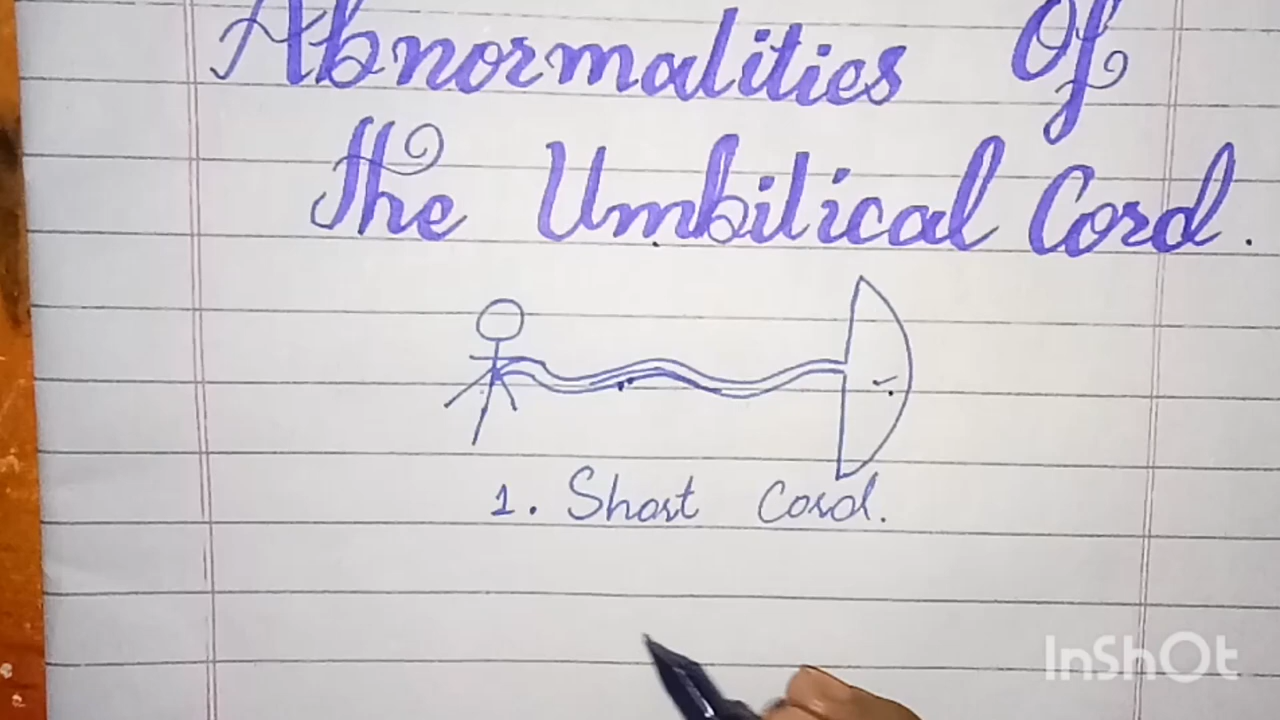 Abnormalities Of
The Umbilical Cord.
1. Short Cord.
InShOt